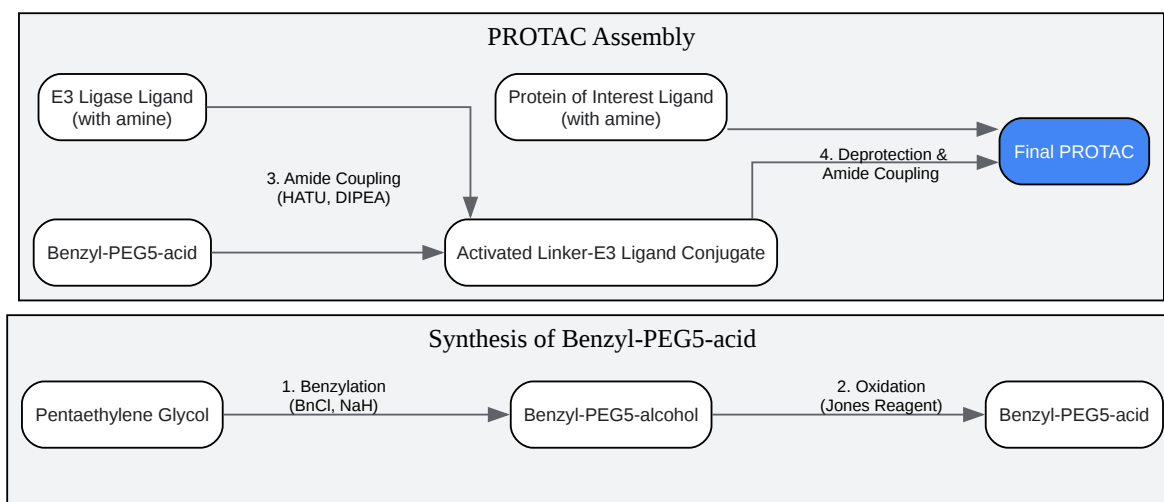 PROTAC Assembly
E3 Ligase Ligand
(with amine)
Protein of Interest Ligand
(with amine)
Final PROTAC
3. Amide Coupling
(HATU, DIPEA)
4. Deprotection &
Amide Coupling
Benzyl-PEG5-acid
Activated Linker-E3 Ligand Conjugate
Synthesis of Benzyl-PEG5-acid
Pentaethylene Glycol
1. Benzylation
(BnCl, NaH)
Benzyl-PEG5-alcohol
2. Oxidation
(Jones Reagent)
Benzyl-PEG5-acid